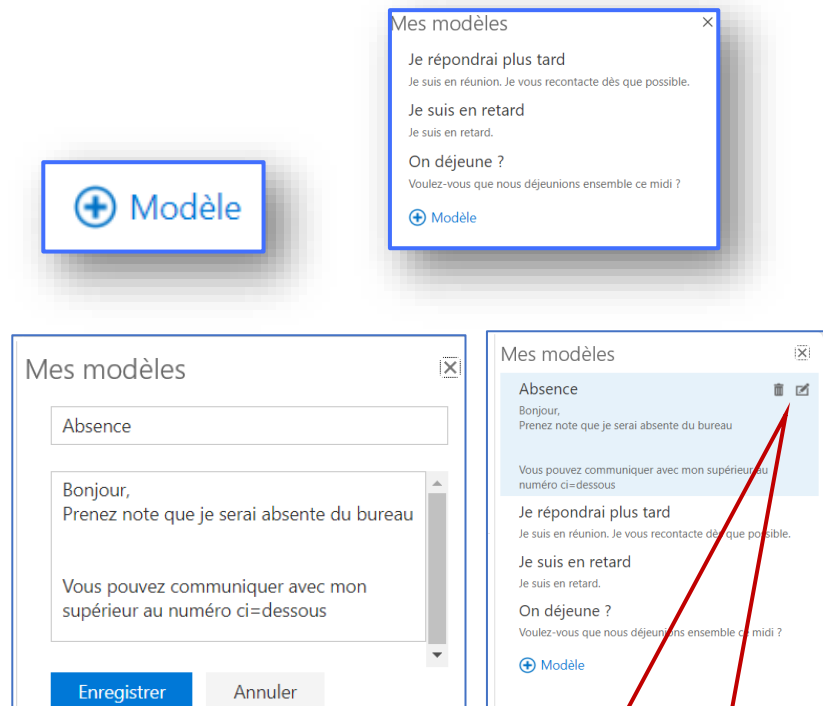 Modèle
Mes modèles
Je répondrai plus tard
Je suis en réunion. Je vous recontacte dès que possible.
Je suis en retard
Je suis en retard.
On déjeune ?
Voulez-vous que nous déjeunions ensemble ce midi ?
Modèle
Mes modèles
Absence
Bonjour,
Prenez note que je serai absente du bureau
Vous pouvez communiquer avec mon
supérieur au numéro ci=dessous
Enregistrer
Annuler
Mes modèles
Absence
Bonjour,
Prenez note que je serai absente du bureau
Vous pouvez communiquer avec mon supérieur au
numéro ci=dessous
Je répondrai plus tard
Je suis en réunion. Je vous recontacte dès que possible.
Je suis en retard
Je suis en retard.
On déjeune ?
Voulez-vous que nous déjeunions ensemble ce midi ?
Modèle